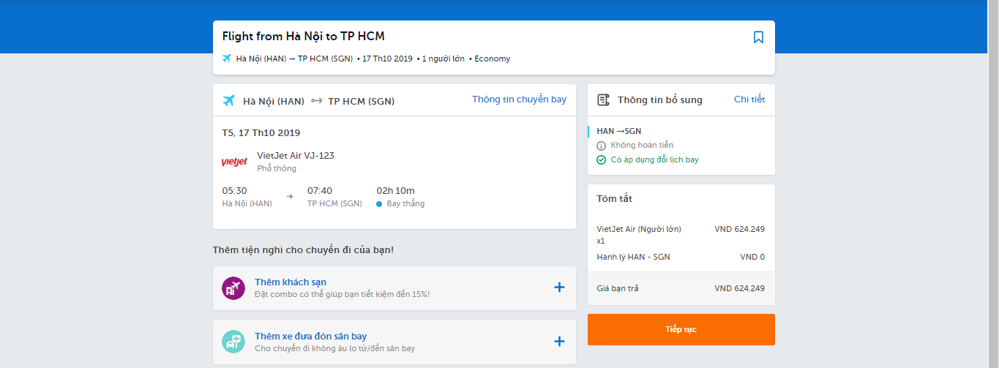 Flight from Hà Nội to TP HCM
Hà Nội (HAN) → TP HCM (SGN) • 17 Th10 2019 • 1 người lớn • Economy
Hà Nội (HAN) TP HCM (SGN)
Thông tin chuyến bay
T5, 17 Th10 2019
vietjet
VietJet Air VJ-123
Phổ thông
05:30 → 07:40 02h 10m
Hà Nội (HAN) TP HCM (SGN) Bay thẳng
Thêm tiện nghi cho chuyến đi của bạn!
Thêm khách sạn
Đặt combo có thể giúp bạn tiết kiệm đến 15%!
+
Thêm xe đưa đón sân bay
Cho chuyến đi không âu lo từ/đến sân bay
+
Thông tin bổ sung
Chi tiết
HAN →SGN
Không hoàn tiền
Có áp dụng đổi lịch bay
Tóm tắt
VietJet Air (Người lớn) VND 624.249
x1
Hành lý HAN - SGN VND 0
Giá bạn trả VND 624.249
Tiếp tục